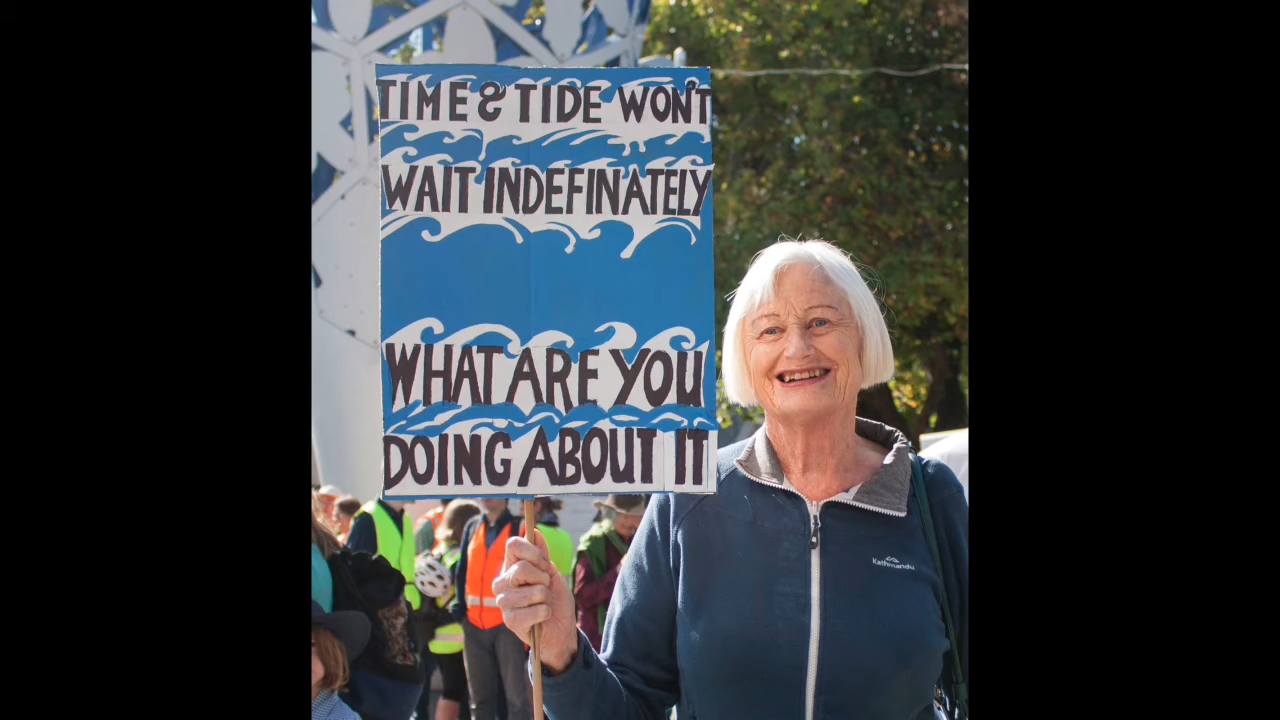 TIME & TIDE WON'T
WAIT INDEFINATELY
WHAT ARE YOU
DOING ABOUT IT
Kathmandu